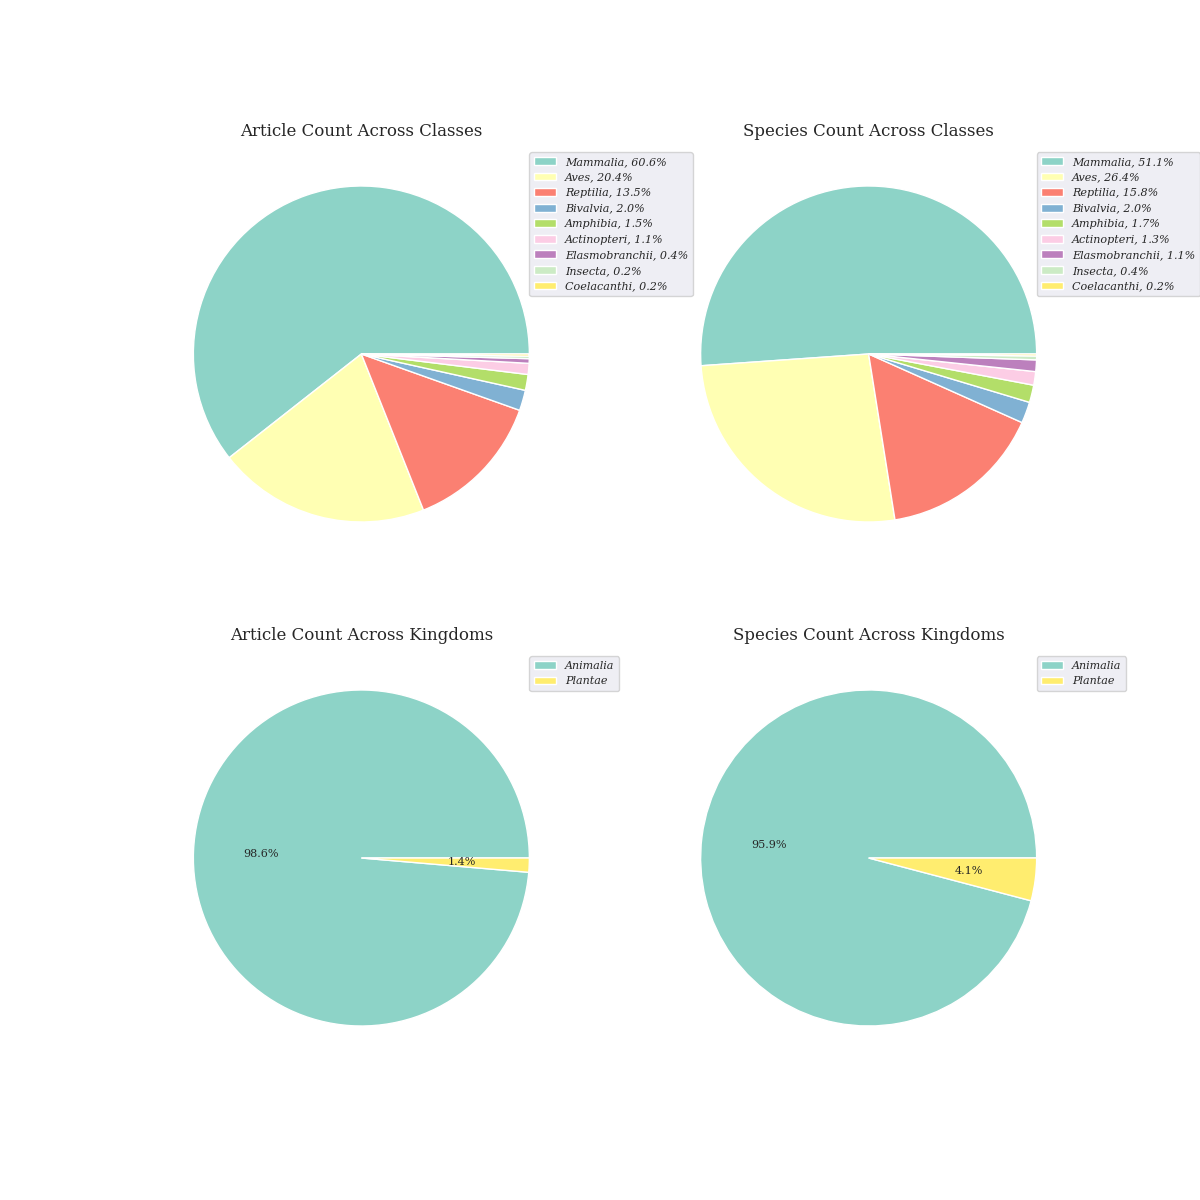 Article Count Across Classes
Mammalia, 60.6%
Aves, 20.4%
Reptilia, 13.5%
Bivalvia, 2.0%
Amphibia, 1.5%
Actinopteri, 1.1%
Elasmobranchii, 0.4%
Insecta, 0.2%
Coelacanthi, 0.2%
Species Count Across Classes
Mammalia, 51.1%
Aves, 26.4%
Reptilia, 15.8%
Bivalvia, 2.0%
Amphibia, 1.7%
Actinopteri, 1.3%
Elasmobranchii, 1.1%
Insecta, 0.4%
Coelacanthi, 0.2%
Article Count Across Kingdoms
Animalia
Plantae
98.6%
1.4%
Species Count Across Kingdoms
Animalia
Plantae
95.9%
4.1%